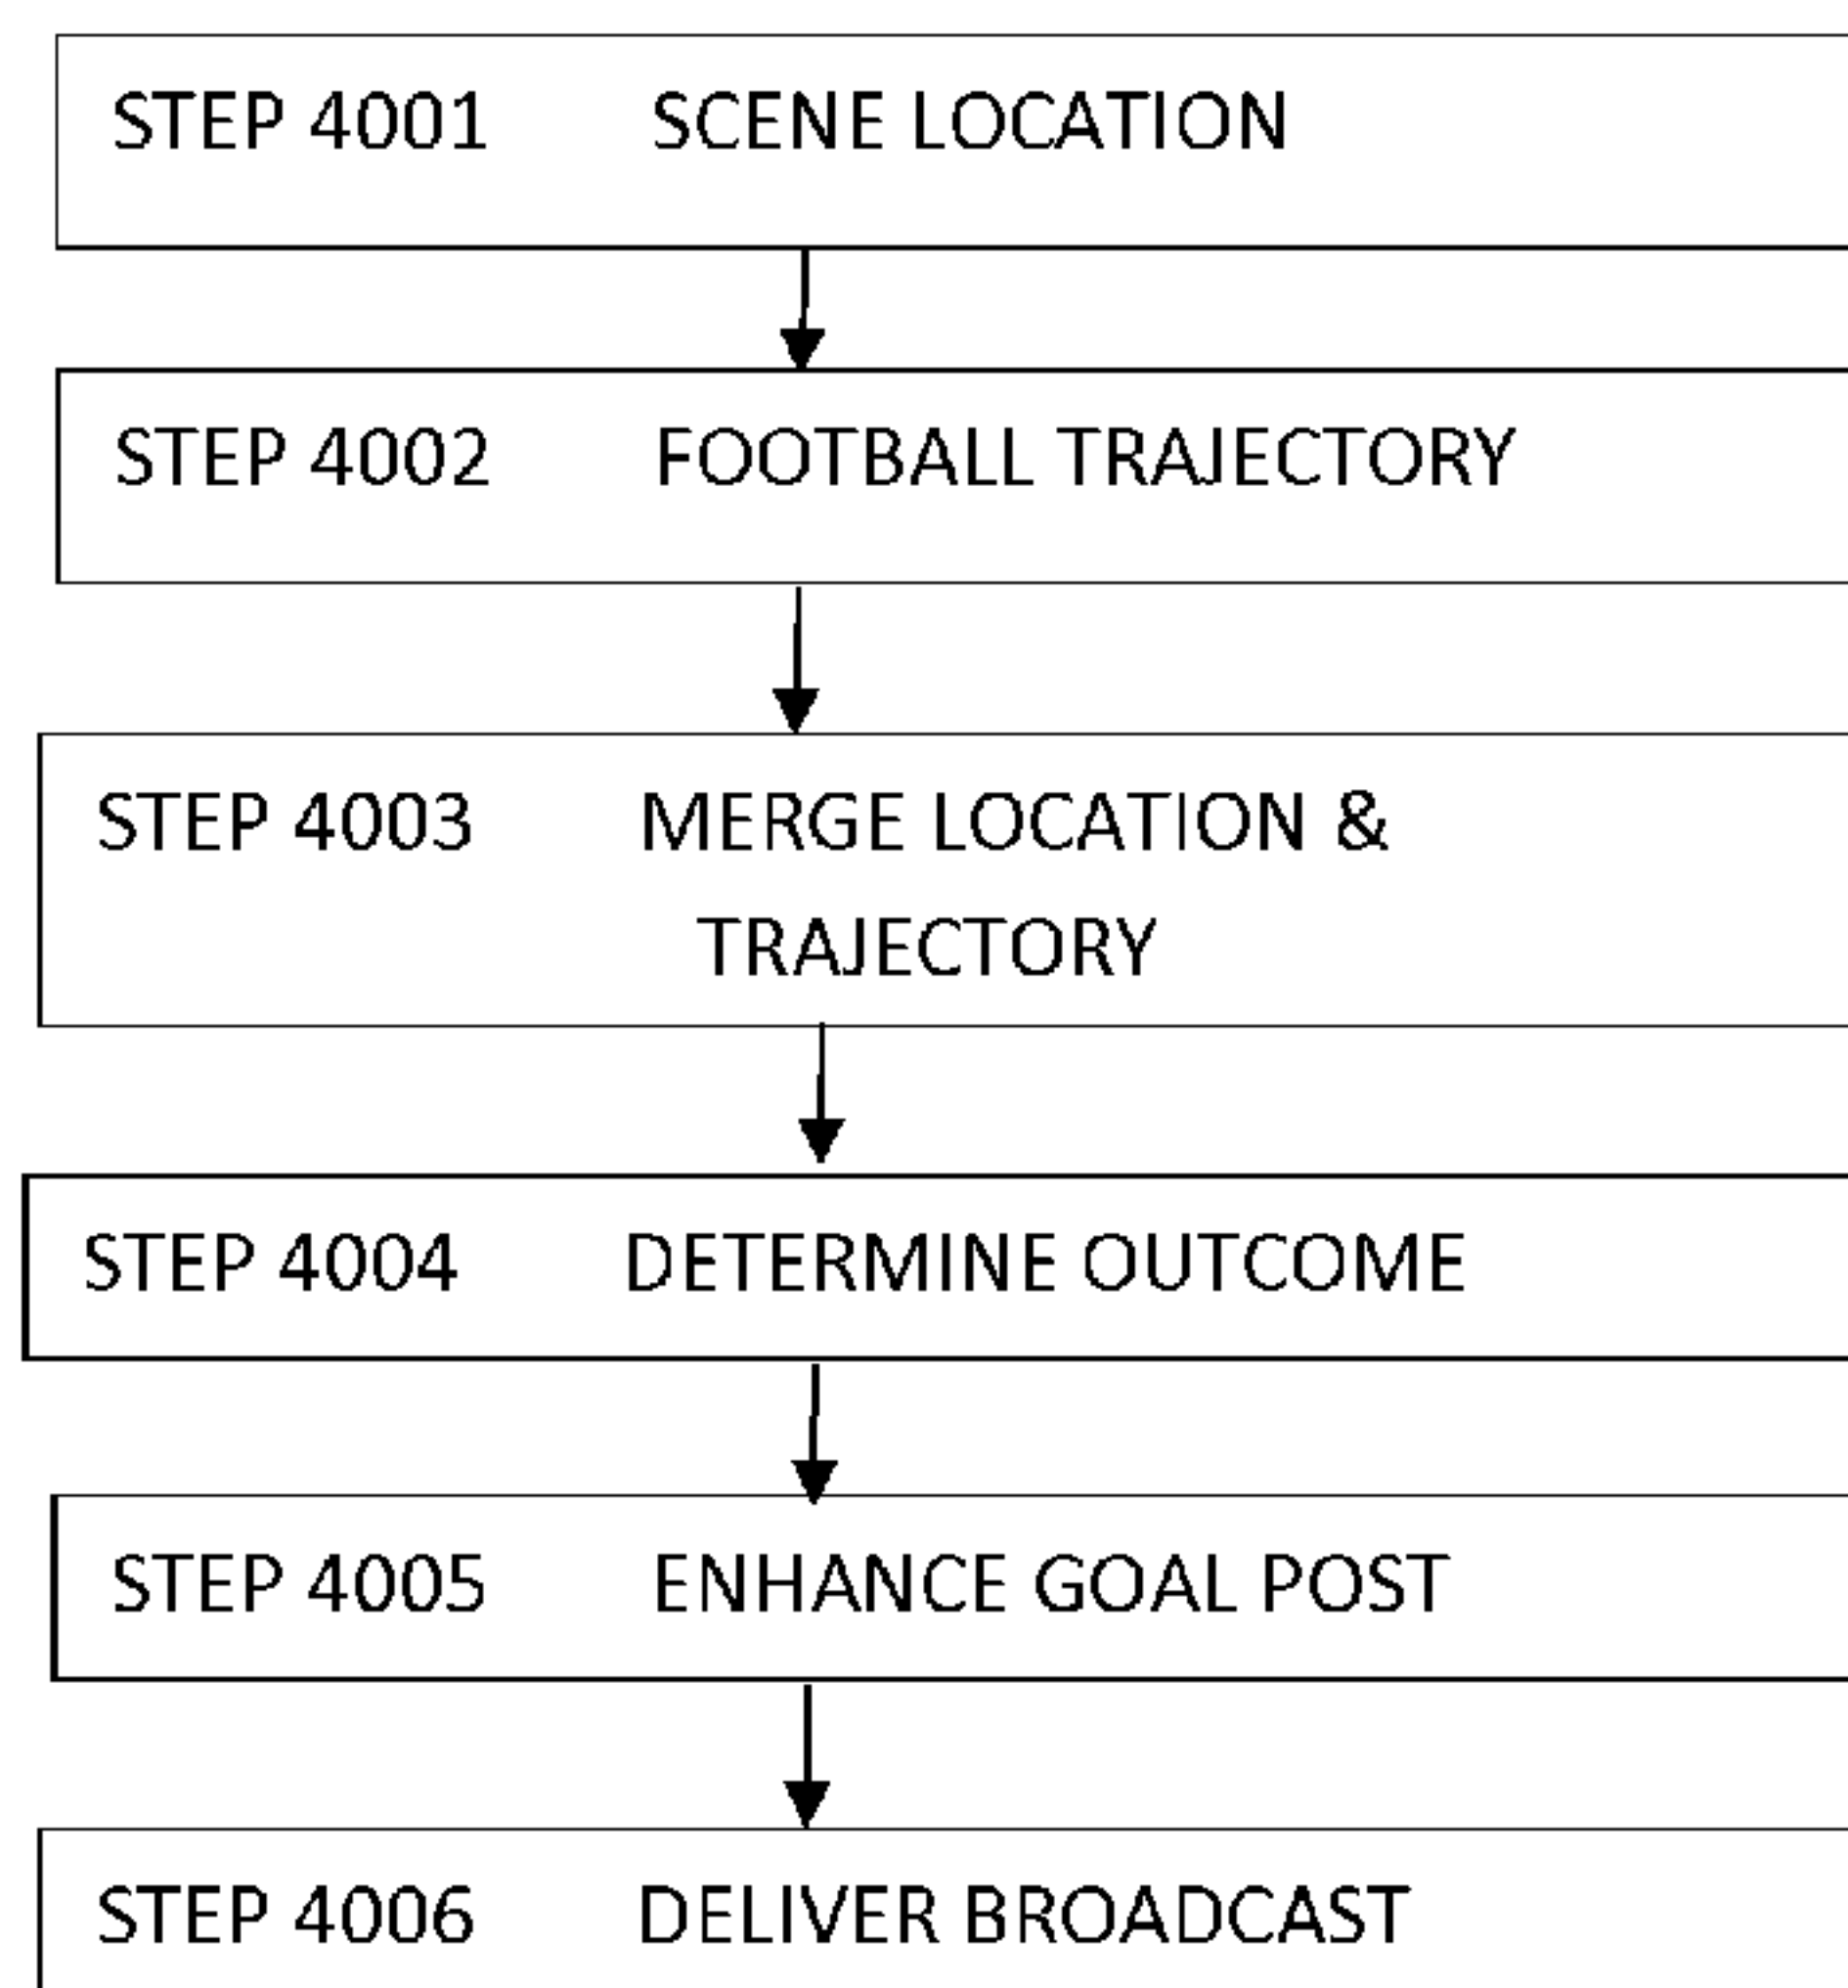 STEP 4001 SCENE LOCATION
STEP 4002 FOOTBALL TRAJECTORY
STEP 4003 MERGE LOCATION &
TRAJECTORY
STEP 4004 DETERMINE OUTCOME
STEP 4005 ENHANCE GOAL POST
STEP 4006 DELIVER BROADCAST